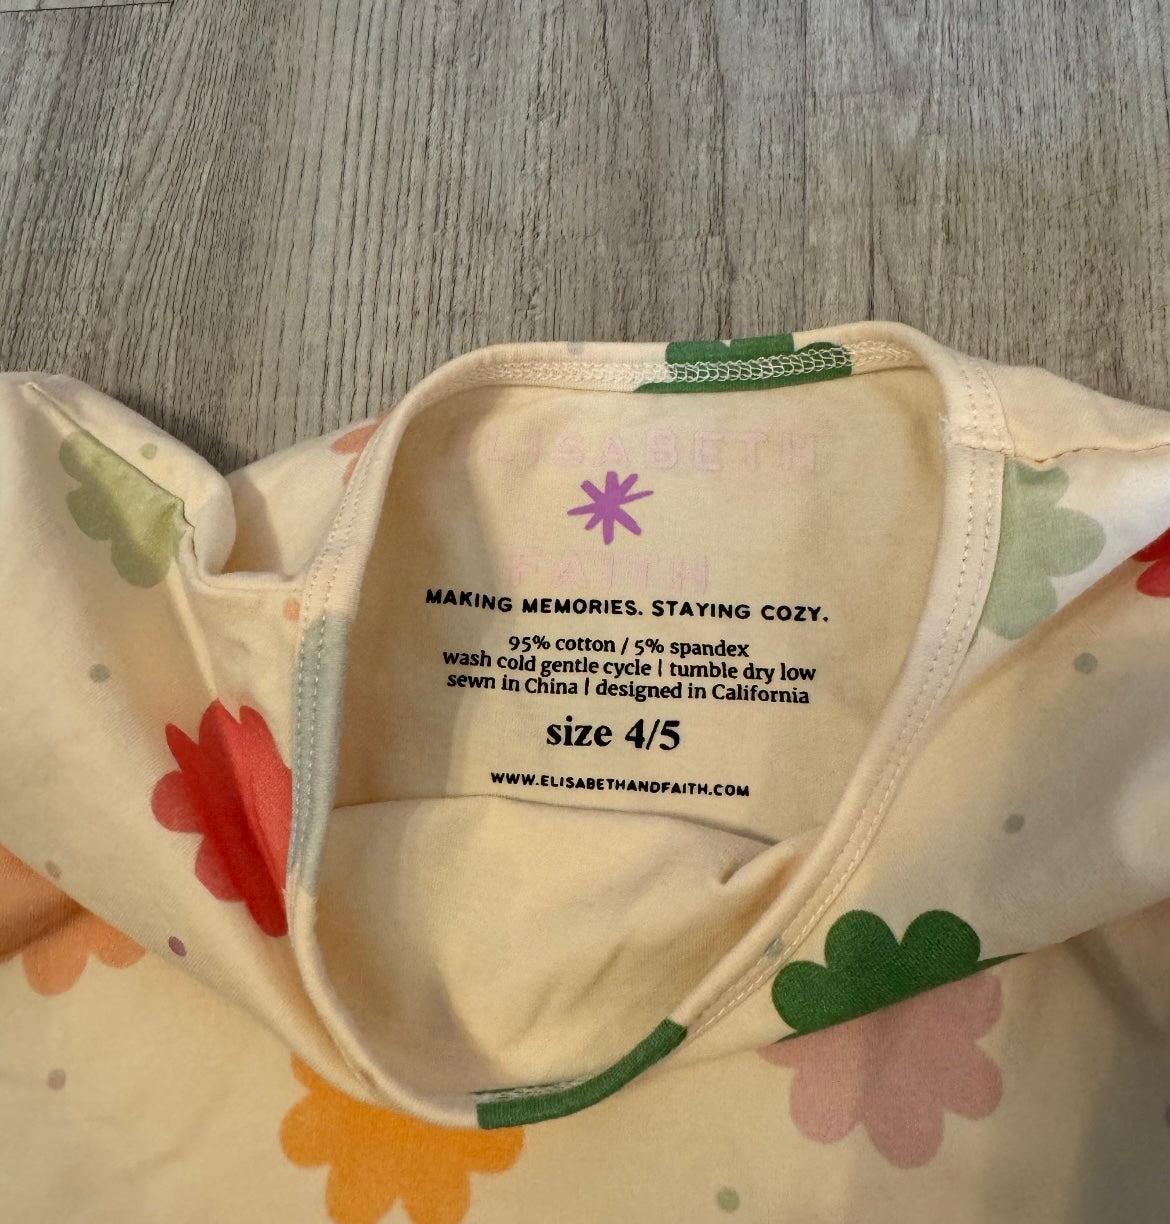 ELISABETH
FAITH
MAKING MEMORIES. STAYING COZY.
95% cotton / 5% spandex
wash cold gentle cycle | tumble dry low
sewn in China | designed in California
size 4/5
WWW.ELISABETHANDFAITH.COM